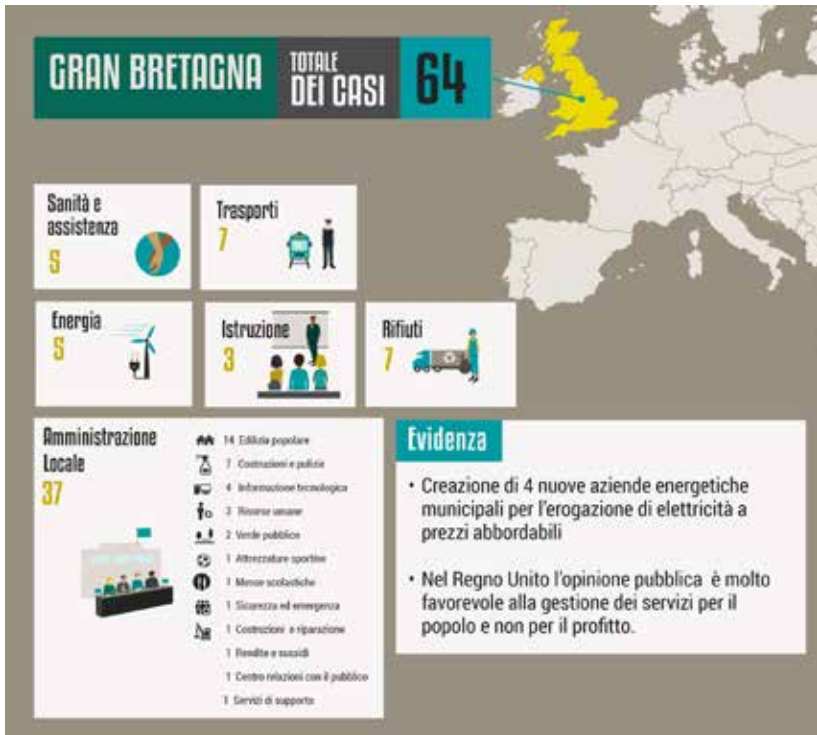 GRAN BRETAGNA
TOTALE
DEI CASI
64
Sanità e
assistenza
5
Trasporti
7
Energia
5
Istruzione
3
Rifiuti
7
Amministrazione
Locale
37
14 Edilizia popolare
7 Costruzioni e pulizie
4 Informazione tecnologica
3 Risorse umane
2 Verde pubblico
1 Attrezzature sportive
1 Mense scolastiche
1 Sicurezza ed emergenza
1 Costruzioni e riparazione
1 Rendite e sussidi
1 Centro relazioni con il pubblico
1 Servizi di supporto
Evidenza
• Creazione di 4 nuove aziende energetiche
municipali per l'erogazione di elettricità a
prezzi abbordabili
• Nel Regno Unito l'opinione pubblica è molto
favorevole alla gestione dei servizi per il
popolo e non per il profitto.